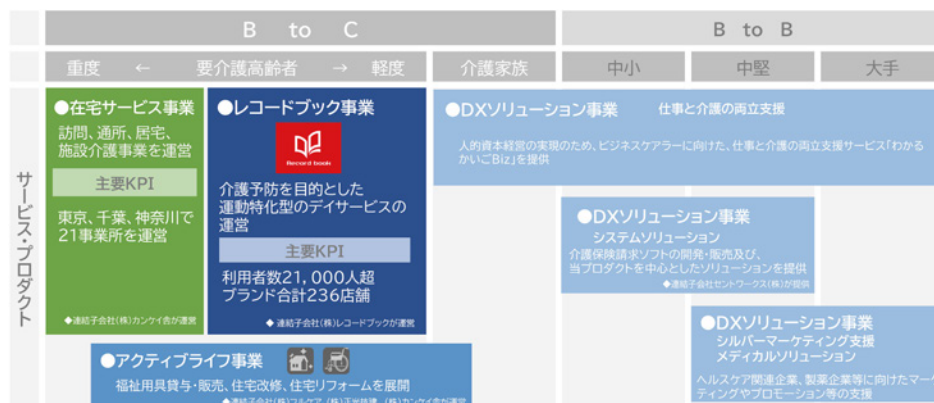 B to C
B to B
重度 ← 要介護高齢者 → 軽度
介護家族
中小
中堅
大手
サービス・プロダクト
●在宅サービス事業
訪問、通所、居宅、
施設介護事業を運営
主要KPI
東京、千葉、神奈川で
21事業所を運営
◆連結子会社(株)カンケイ舎が運営
●レコードブック事業
Record book
介護予防を目的とした
運動特化型のデイサービスの
運営
主要KPI
利用者数21,000人超
ブランド合計236店舗
◆ 連結子会社(株)レコードブックが運営
●DXソリューション事業 仕事と介護の両立支援
人的資本経営の実現のため、ビジネスケアラーに向けた、仕事と介護の両立支援サービス「わかる
かいごBiz」を提供
●DXソリューション事業
システムソリューション
介護保険請求ソフトの開発・販売及び、
当プロダクトを中心としたソリューションを提供
◆連結子会社セントワークス(株)が提供
●DXソリューション事業
シルバーマーケティング支援
メディカルソリューション
ヘルスケア関連企業、製薬企業等に向けたマーケ
ティングやプロモーション等の支援
●アクティブライフ事業
福祉用具貸与・販売、住宅改修、住宅リフォームを展開